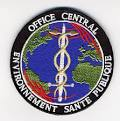 OFFICE CENTRAL
ENVIRONNEMENT SANTE PUBLIQUE